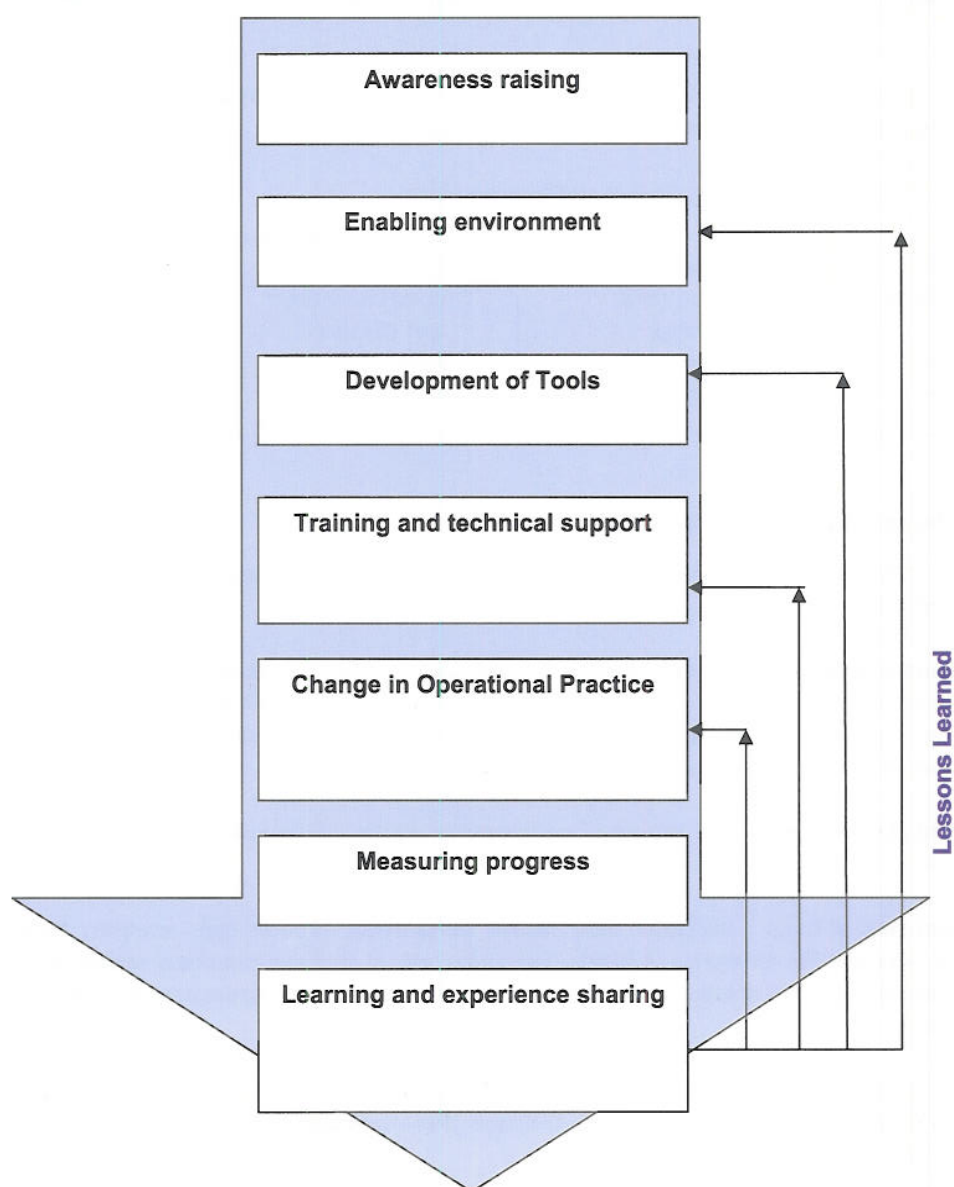 Awareness raising
Enabling environment
Development of Tools
Training and technical support
Change in Operational Practice
Measuring progress
Learning and experience sharing
Lessons Learned